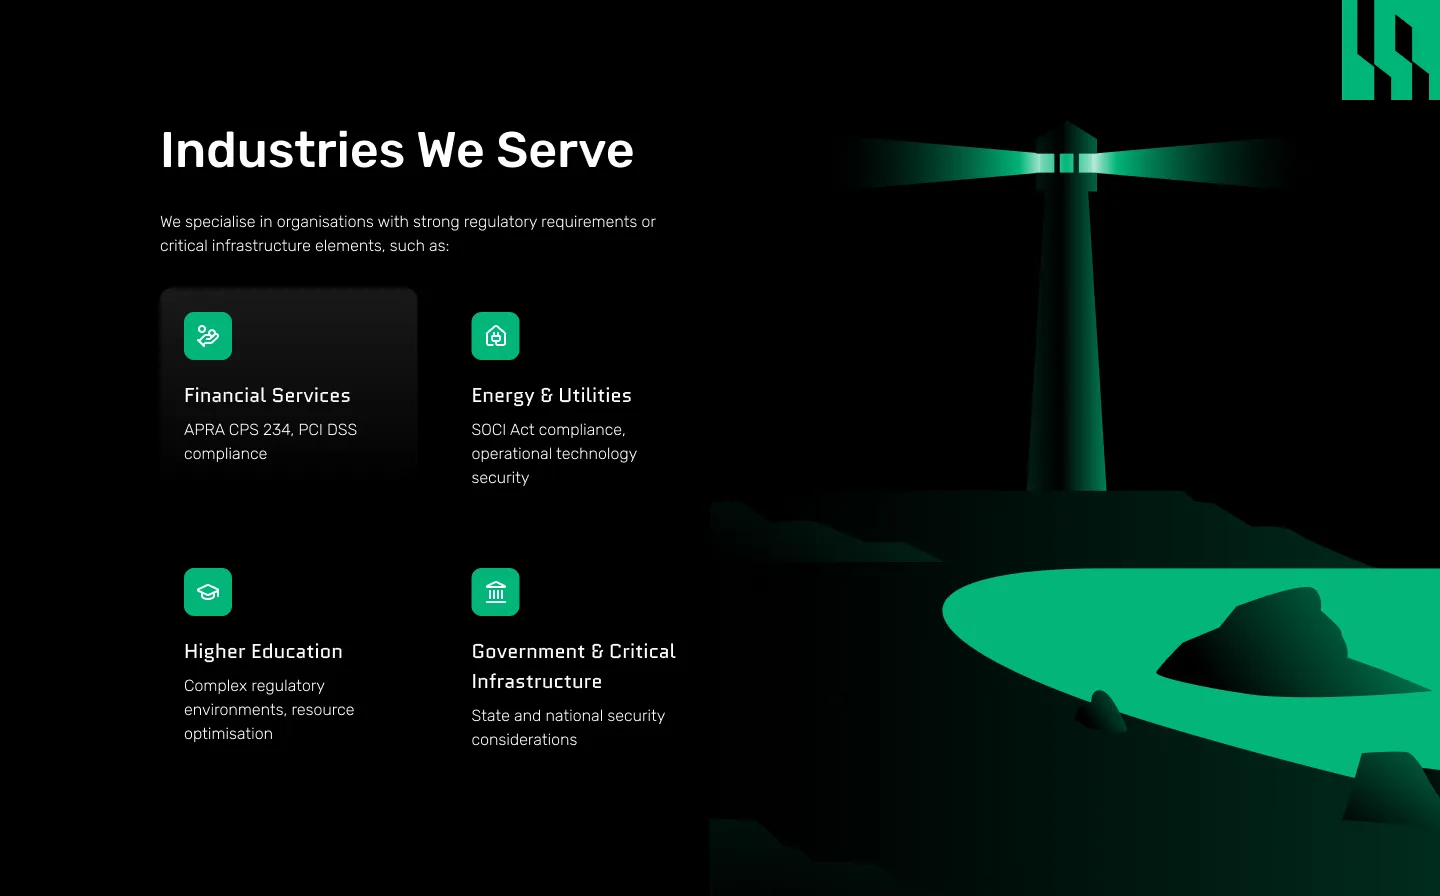 Industries We Serve
We specialise in organisations with strong regulatory requirements or
critical infrastructure elements, such as:
Financial Services
APRA CPS 234, PCI DSS
compliance
Energy & Utilities
SOCI Act compliance,
operational technology
security
Higher Education
Complex regulatory
environments, resource
optimisation
Government & Critical
Infrastructure
State and national security
considerations